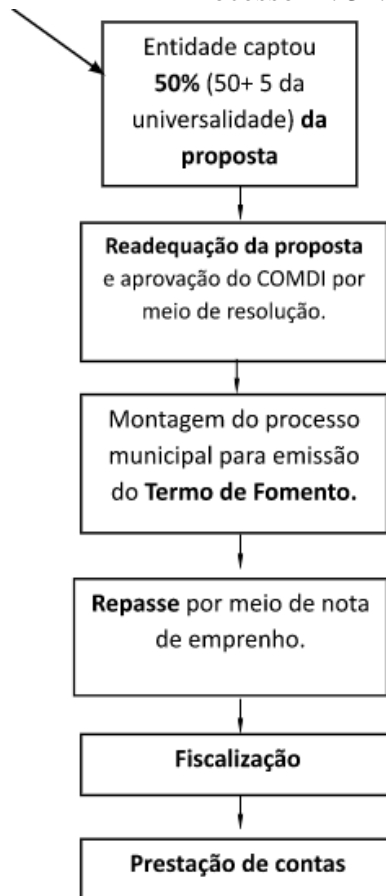 Entidade captou
50% (50+ 5 da
universalidade) da
proposta
Readequação da proposta
e aprovação do COMDI por
meio de resolução.
Montagem do processo
municipal para emissão
do Termo de Fomento.
Repasse por meio de nota
de emprenho.
Fiscalização
Prestação de contas